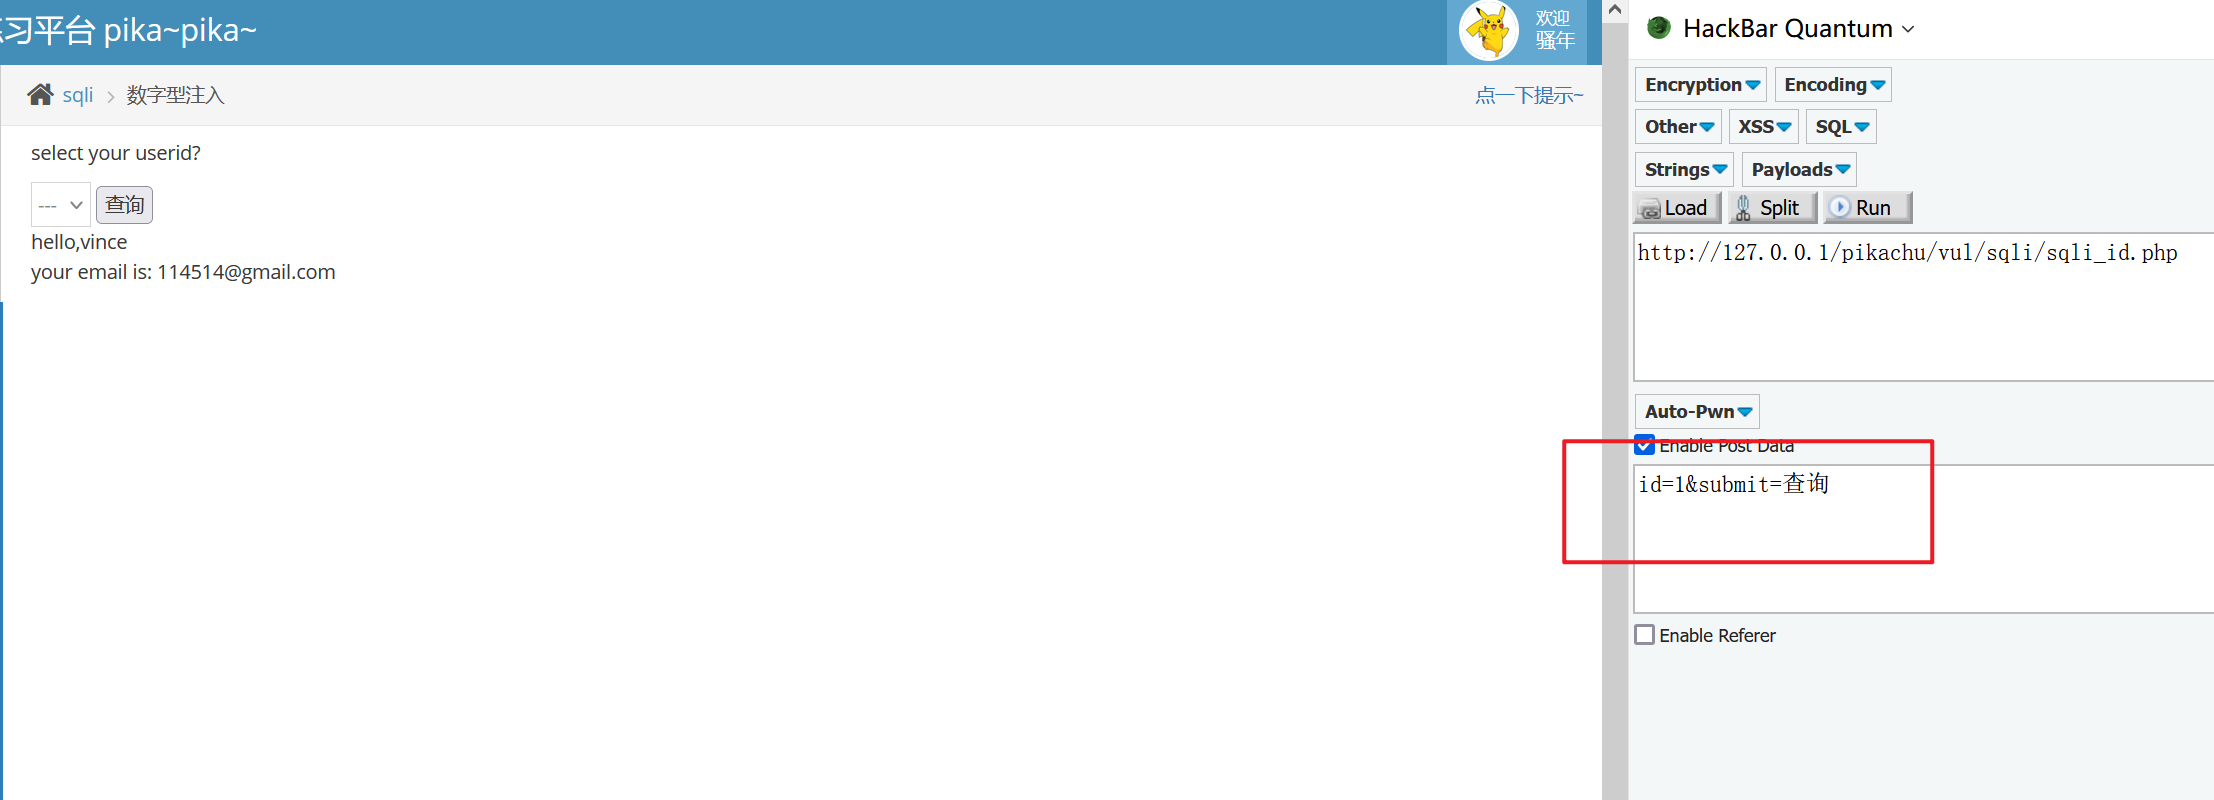 习平台 pika~pika~
欢迎
骚年
sqli
数字型注入
点一下提示~
select your userid?
---
查询
hello,vince
your email is: 114514@gmail.com
HackBar Quantum
Encryption
Encoding
Other
XSS
SQL
Strings
Payloads
Load
Split
Run
http://127.0.0.1/pikachu/vul/sqli/sqli_id.php
Auto-Pwn
Enable Post Data
id=1&submit=查询
Enable Referer